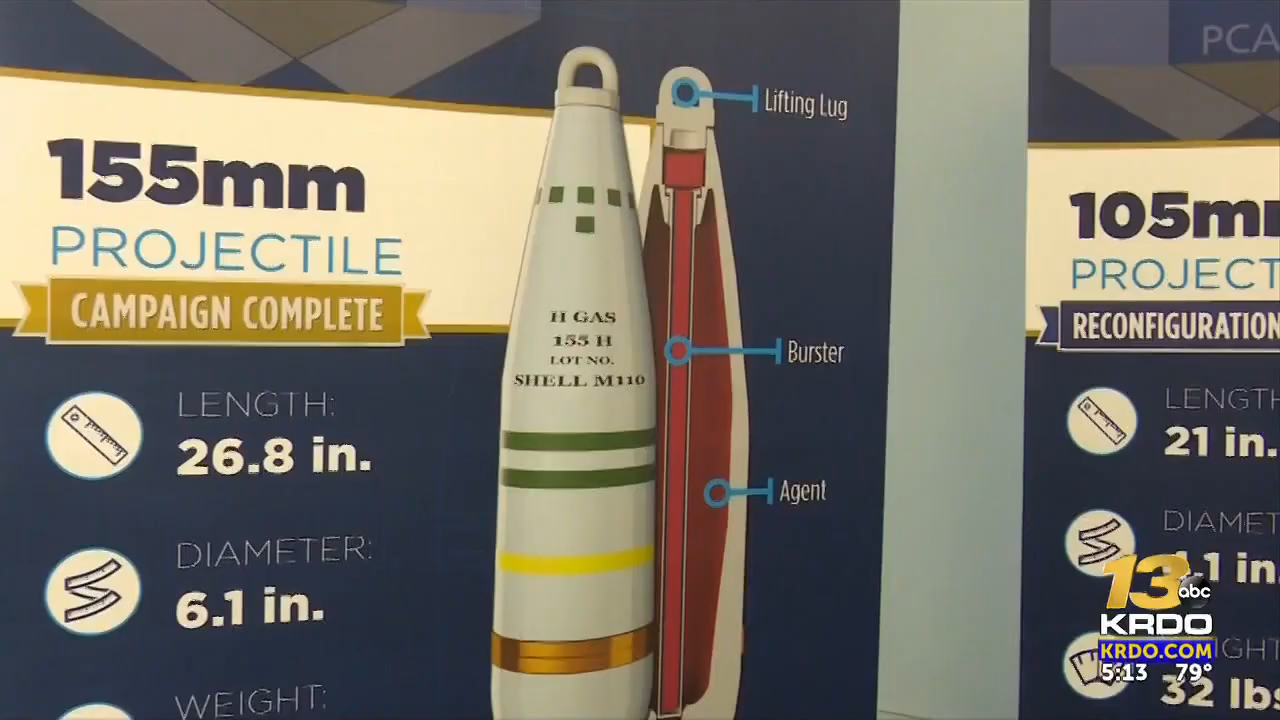 155mm
PROJECTILE
CAMPAIGN COMPLETE
LENGTH:
26.8 in.
DIAMETER:
6.1 in.
WEIGHT:
H GAS
155 H
LOT NO.
SHELL M110
Lifting Lug
Burster
Agent
PCA
105m
PROJECT
RECONFIGURATION
LENGTH
21 in.
DIAMET
.1 in.
IGHT
32 lbs
13 abc
KRDO
KRDO.COM
5:13 79°